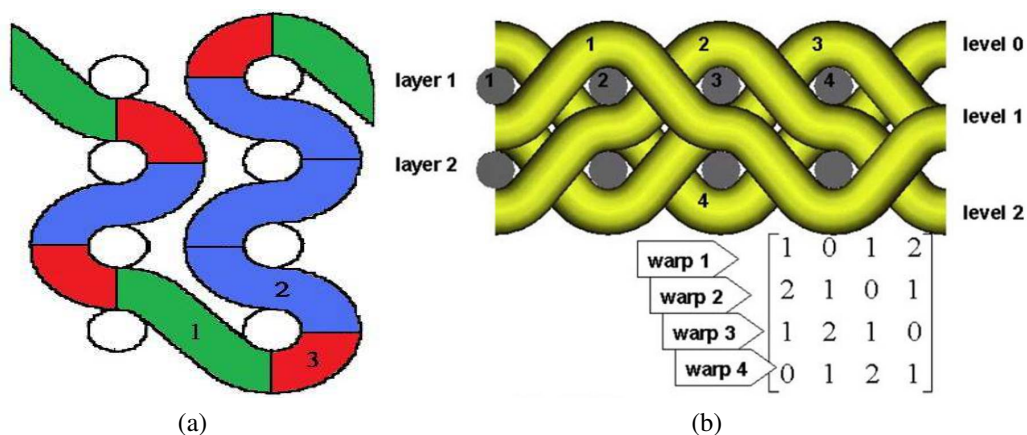 1
2
3
(a)
layer 1
layer 2
1 2 3
1 2 3 4
4
level 0
level 1
level 2
warp 1
warp 2
warp 3
warp 4
1 0 1 2
2 1 0 1
1 2 1 0
0 1 2 1
(b)